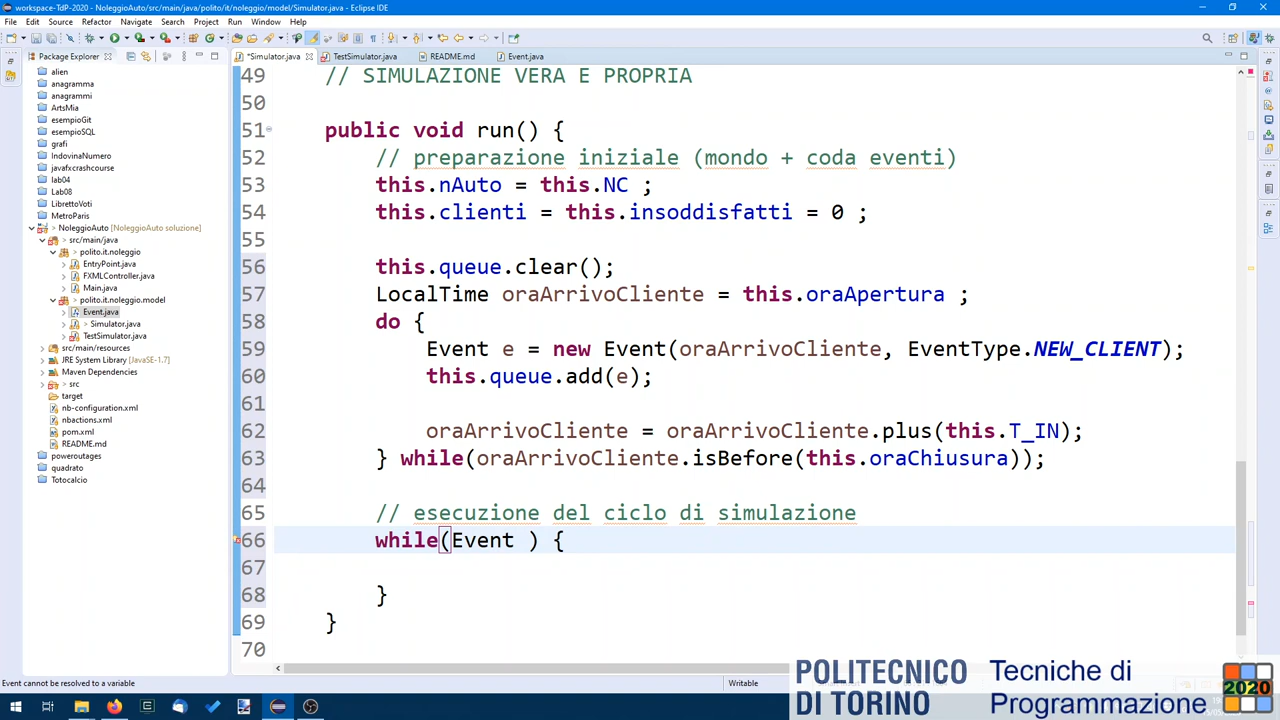 workspace-TdP-2020 - NoleggioAuto/src/main/java/polito/it/noleggio/model/Simulator.java - Eclipse IDE
File Edit Source Refactor Navigate Search Project Run Window Help
Package Explorer
*Simulator.java TestSimulator.java README.md Event.java
alien
anagramma
anagrammi
ArtsMia
esempioGit
esempioSQL
grafi
IndovinaNumero
javafxcrashcourse
lab04
Lab08
LibrettoVoti
MetroParis
> NoleggioAuto [NoleggioAuto soluzione]
> src/main/java
> polito.it.noleggio
EntryPoint.java
FXMLController.java
Main.java
> polito.it.noleggio.model
Event.java
> Simulator.java
TestSimulator.java
src/main/resources
JRE System Library [JavaSE-1.7]
Maven Dependencies
> src
target
nb-configuration.xml
nbactions.xml
pom.xml
README.md
poweroutages
quadrato
Totocalcio
49 // SIMULAZIONE VERA E PROPRIA
50
51 public void run() {
52 // preparazione iniziale (mondo + coda eventi)
53 this.nAuto = this.NC ;
54 this.clienti = this.insoddisfatti = 0 ;
55
56 this.queue.clear();
57 LocalTime oraArrivoCliente = this.oraApertura ;
58 do {
59 Event e = new Event(oraArrivoCliente, EventType.NEW_CLIENT);
60 this.queue.add(e);
61
62 oraArrivoCliente = oraArrivoCliente.plus(this.T_IN);
63 } while(oraArrivoCliente.isBefore(this.oraChiusura));
64
65 // esecuzione del ciclo di simulazione
66 while(Event ) {
67
68 }
69 }
70
Event cannot be resolved to a variable
Writable
POLITECNICO
DI TORINO
Tecniche di
Programmazione
2020